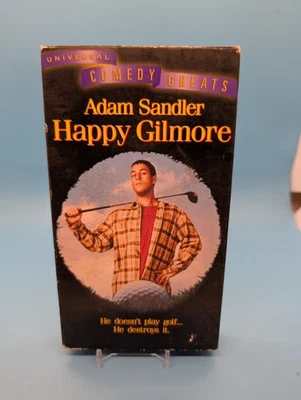 UNIVERSAL
COMEDY GREATS
Adam Sandler
Happy Gilmore
He doesn't play golf...
He destroys it.